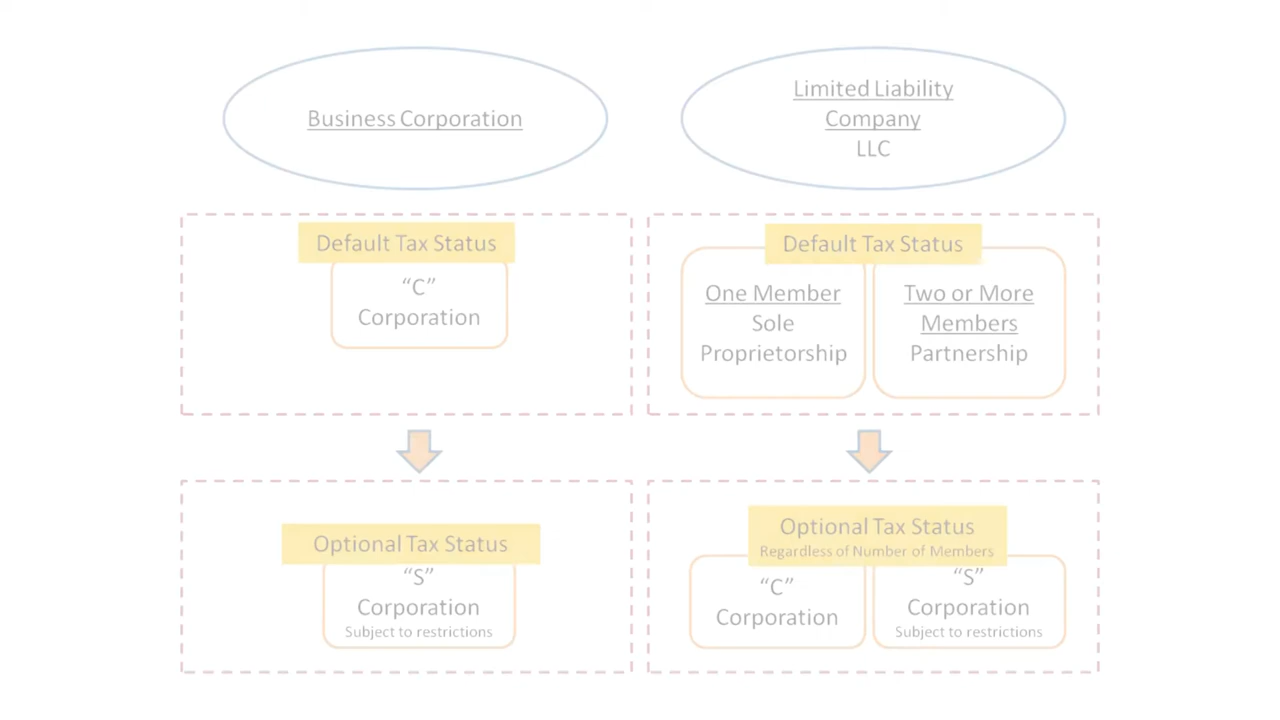 Business Corporation
Limited Liability
Company
LLC
Default Tax Status
“C”
Corporation
Default Tax Status
One Member
Sole
Proprietorship
Two or More
Members
Partnership
Optional Tax Status
“S”
Corporation
Subject to restrictions
Optional Tax Status
Regardless of Number of Members
“C”
Corporation
“S”
Corporation
Subject to restrictions